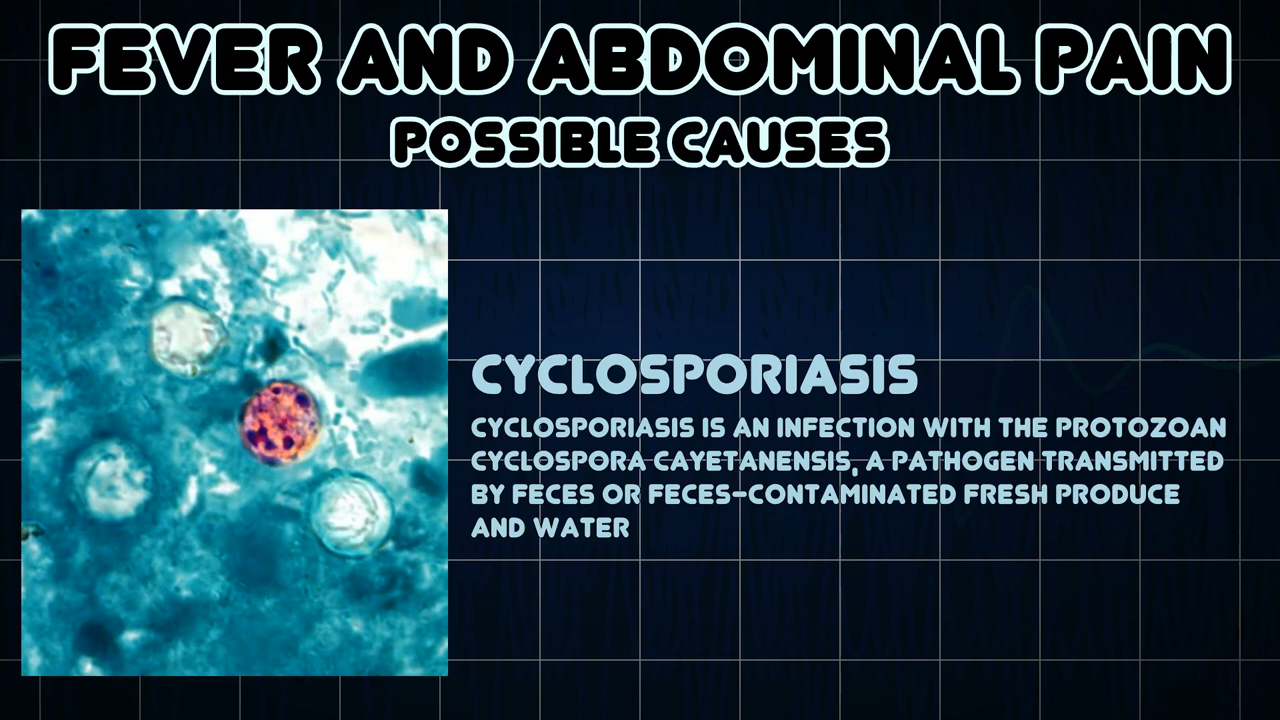 FEVER AND ABDOMINAL PAIN
POSSIBLE CAUSES
CYCLOSPORIASIS
CYCLOSPORIASIS IS AN INFECTION WITH THE PROTOZOAN
CYCLOSPORA CAYETANENSIS, A PATHOGEN TRANSMITTED
BY FECES OR FECES-CONTAMINATED FRESH PRODUCE
AND WATER